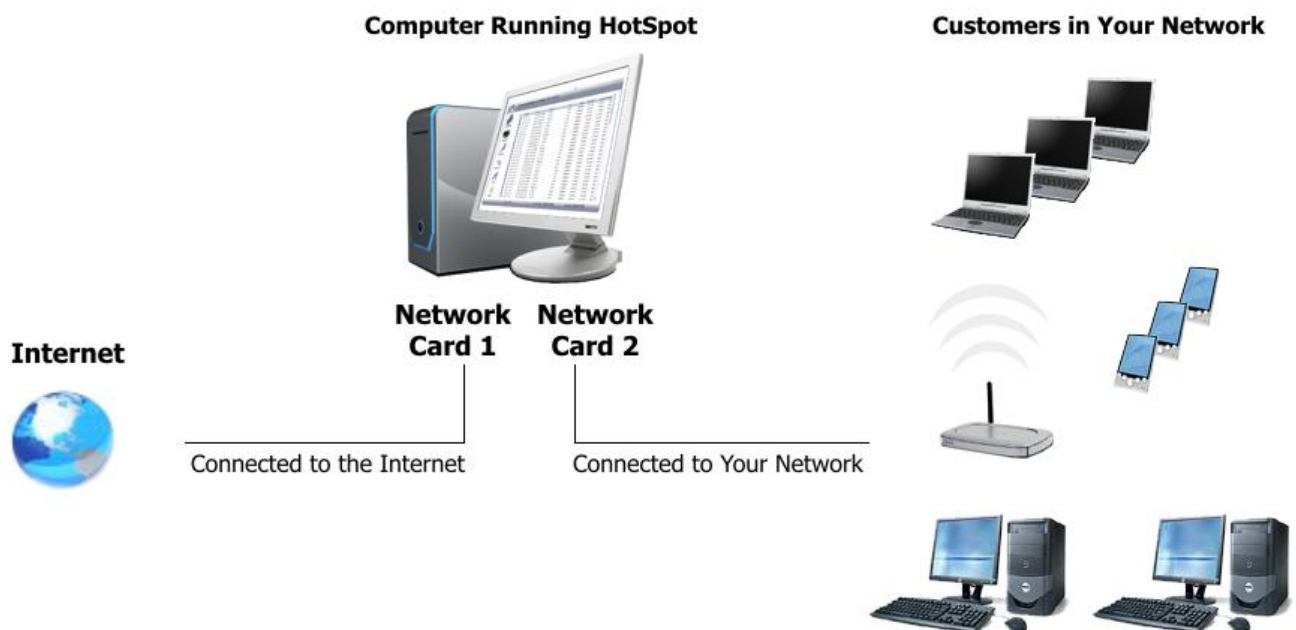 Computer Running HotSpot
Customers in Your Network
Network
Card 1
Network
Card 2
Internet
Connected to the Internet
Connected to Your Network